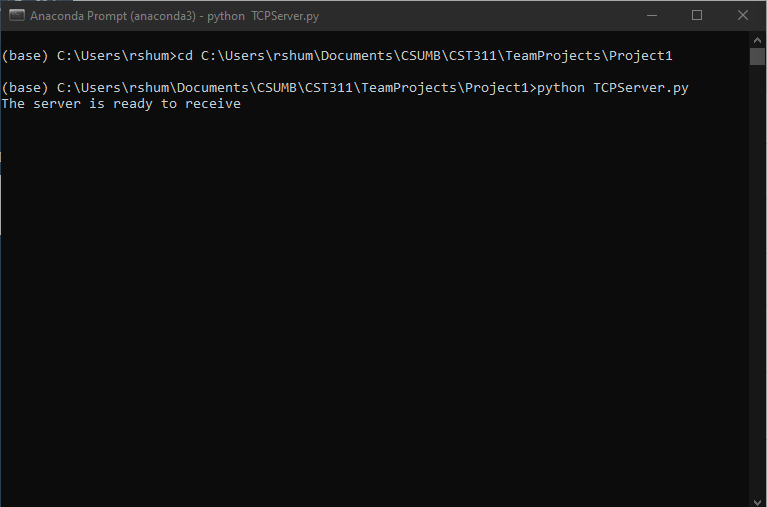 Anaconda Prompt (anaconda3) - python  TCPServer.py
(base) C:\Users\rshum>cd C:\Users\rshum\Documents\CSUMB\CST311\TeamProjects\Project1
(base) C:\Users\rshum\Documents\CSUMB\CST311\TeamProjects\Project1>python TCPServer.py
The server is ready to receive